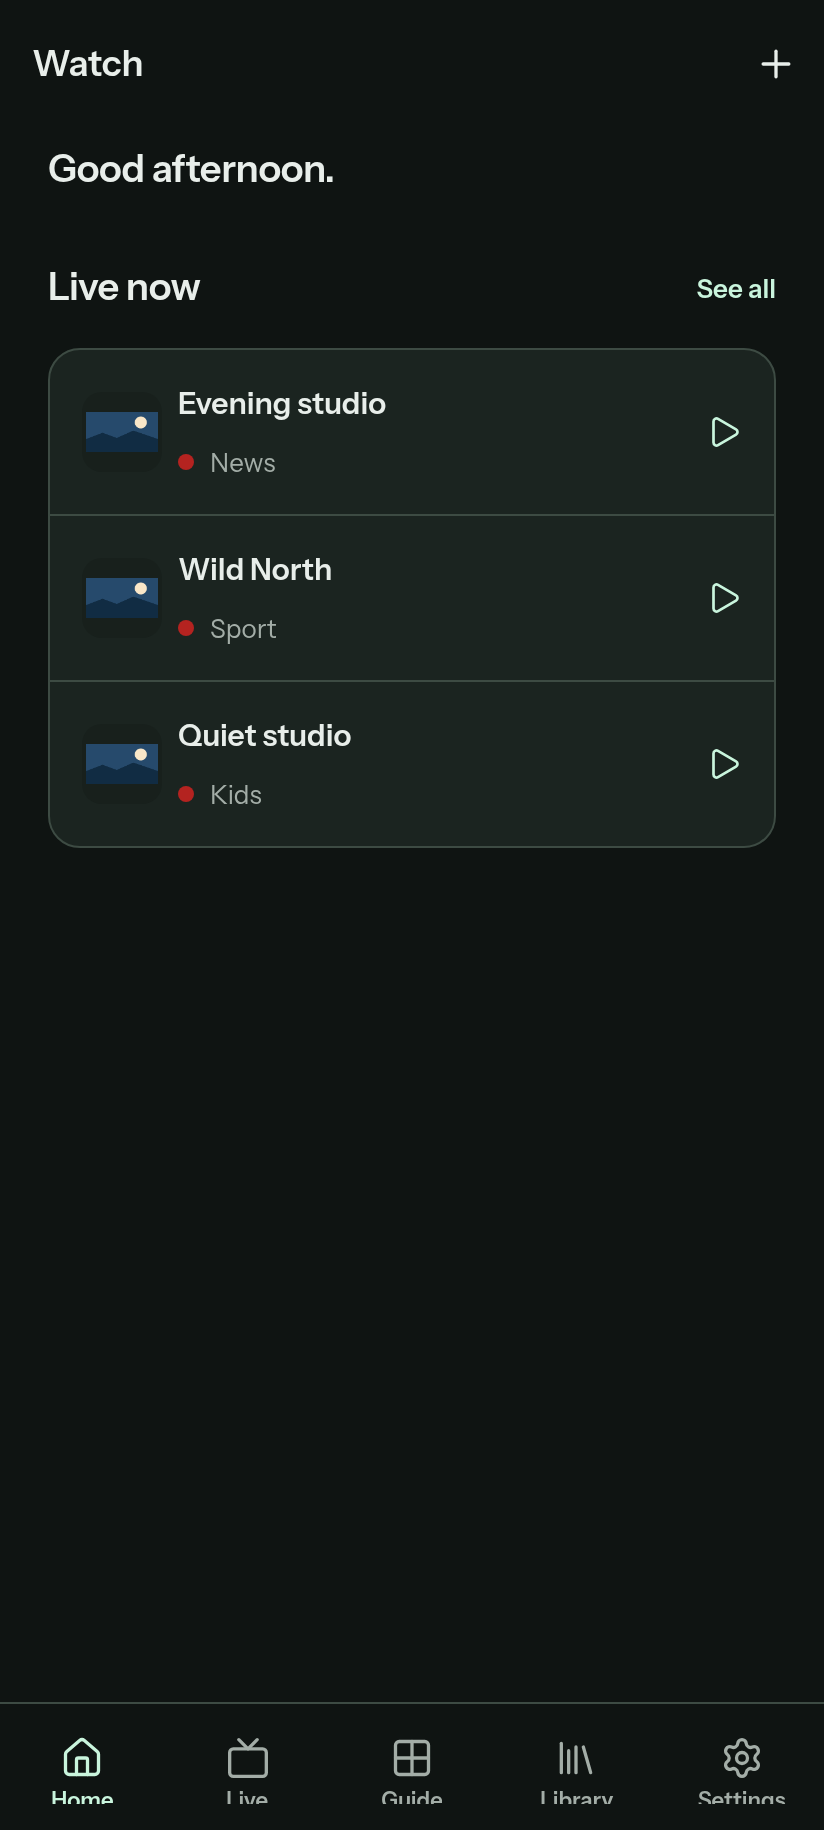 Watch
Good afternoon.
Live now
See all
Evening studio
News
Wild North
Sport
Quiet studio
Kids
Home
Live
Guide
Library
Settings